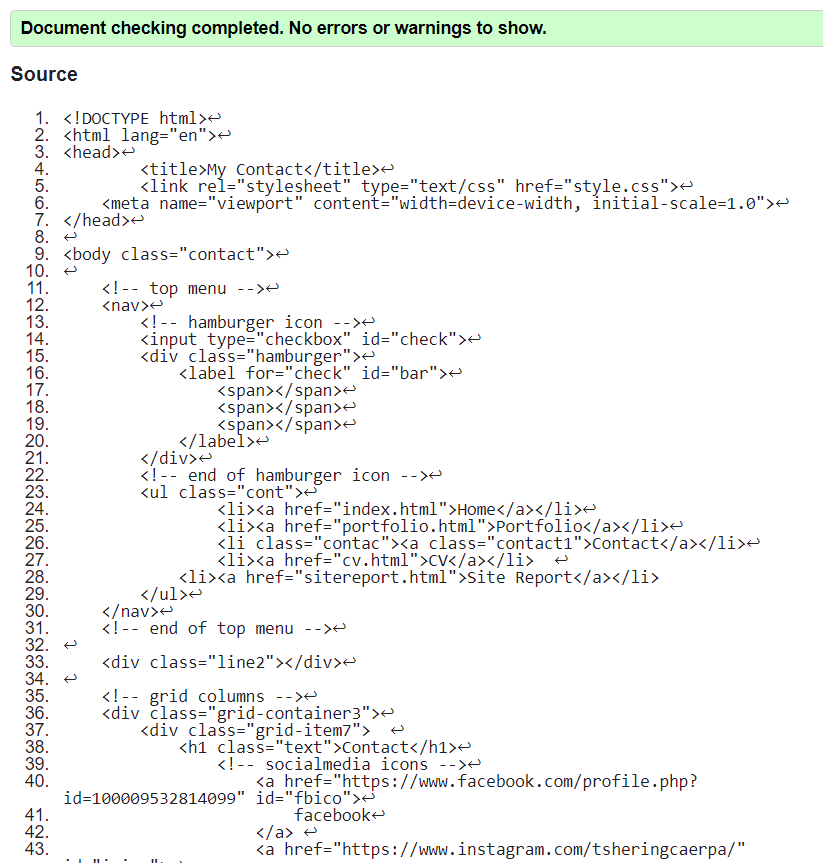 Document checking completed. No errors or warnings to show.
Source
1. <!DOCTYPE html>↩
2. <html lang="en">↩
3. <head>↩
4. <title>My Contact</title>↩
5. <link rel="stylesheet" type="text/css" href="style.css">↩
6. <meta name="viewport" content="width=device-width, initial-scale=1.0">↩
7. </head>↩
8. ↩
9. <body class="contact">↩
10. ↩
11. <!-- top menu -->↩
12. <nav>↩
13. <!-- hamburger icon -->↩
14. <input type="checkbox" id="check">↩
15. <div class="hamburger">↩
16. <label for="check" id="bar">↩
17. <span></span>↩
18. <span></span>↩
19. <span></span>↩
20. </label>↩
21. </div>↩
22. <!-- end of hamburger icon -->↩
23. <ul class="cont">↩
24. <li><a href="index.html">Home</a></li>↩
25. <li><a href="portfolio.html">Portfolio</a></li>↩
26. <li class="contac"><a class="contact1">Contact</a></li>↩
27. <li><a href="cv.html">CV</a></li> ↩
28. <li><a href="sitereport.html">Site Report</a></li>
29. </ul>↩
30. </nav>↩
31. <!-- end of top menu -->↩
32. ↩
33. <div class="line2"></div>↩
34. ↩
35. <!-- grid columns -->↩
36. <div class="grid-container3">↩
37. <div class="grid-item7"> ↩
38. <h1 class="text">Contact</h1>↩
39. <!-- socialmedia icons -->↩
40. <a href="https://www.facebook.com/profile.php?
id=100009532814099" id="fbico">↩
41. facebook↩
42. </a> ↩
43. <a href="https://www.instagram.com/tsheringcaerpa/"